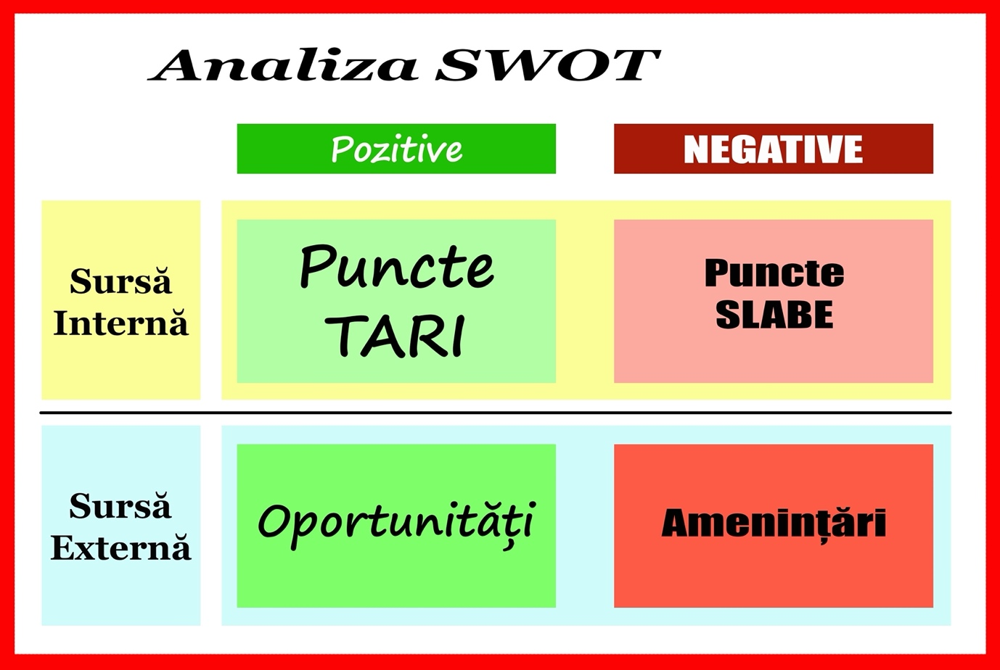 Analiza SWOT
Pozitive
NEGATIVE
Sursă
Internă
Puncte
TARI
Puncte
SLABE
Sursă
Externă
Oportunități
Amenințări